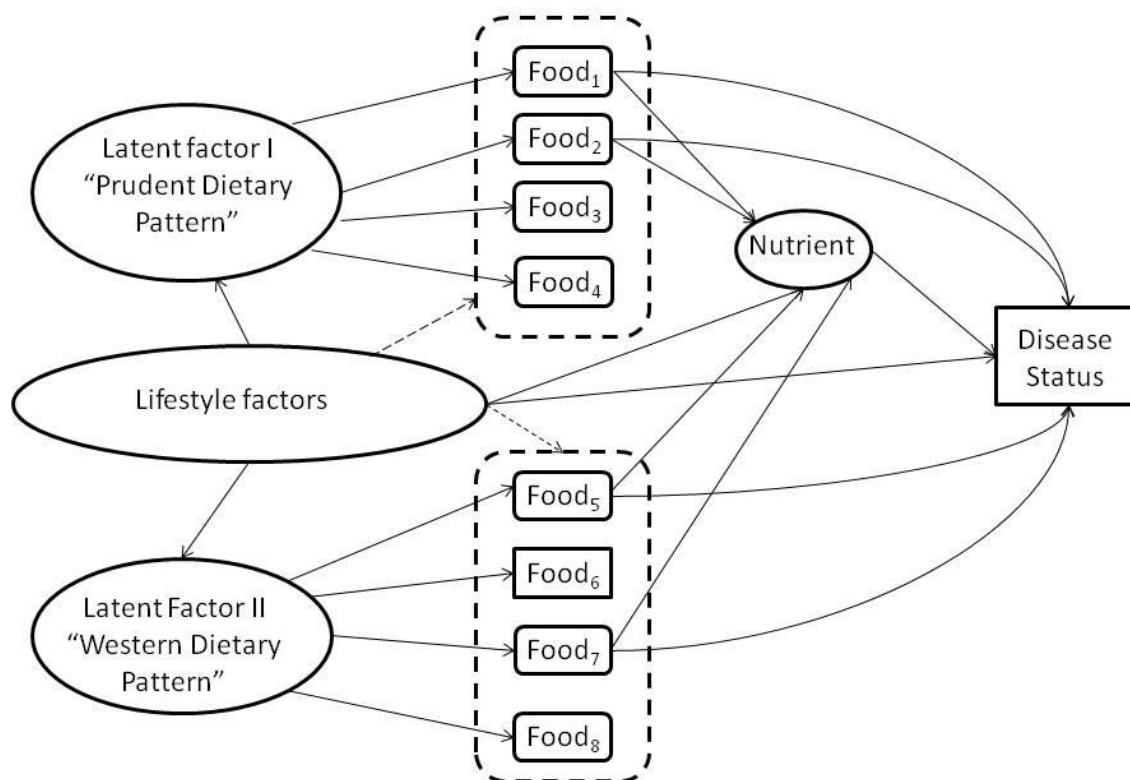 Latent factor I
“Prudent Dietary
Pattern”
Food₁
Food₂
Food₃
Food₄
Nutrient
Disease
Status
Lifestyle factors
Latent Factor II
“Western Dietary
Pattern”
Food₅
Food₆
Food₇
Food₈